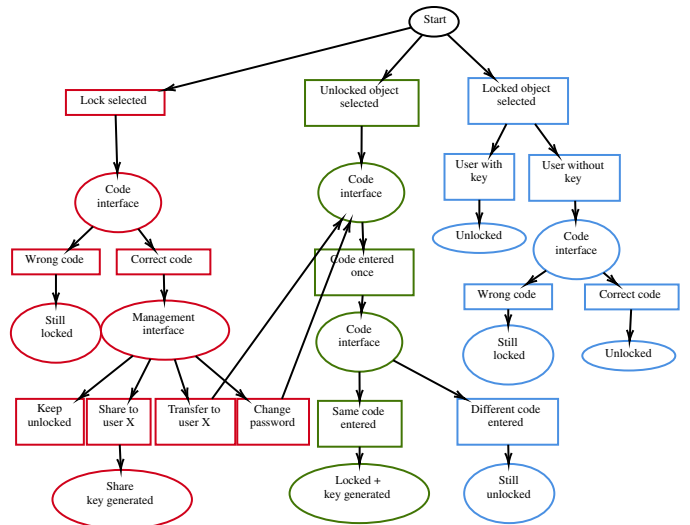 Start
Lock selected
Unlocked object
selected
Locked object
selected
User with
key
User without
key
Code
interface
Code
interface
Unlocked
Code
interface
Wrong code
Correct code
Code entered
once
Wrong code
Correct code
Still
locked
Management
interface
Code
interface
Still
locked
Unlocked
Keep
unlocked
Share to
user X
Transfer to
user X
Change
password
Same code
entered
Different code
entered
Share
key generated
Locked +
key generated
Still
unlocked